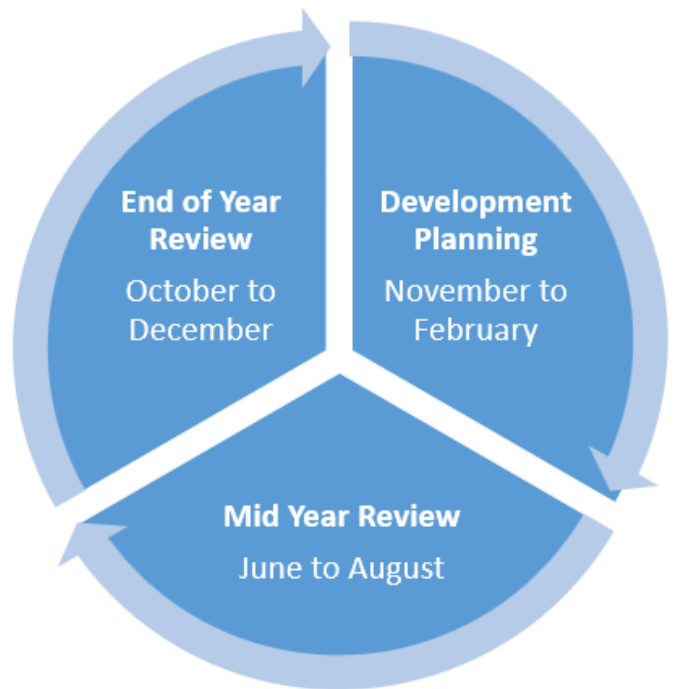 End of Year
Review
October to
December
Development
Planning
November to
February
Mid Year Review
June to August